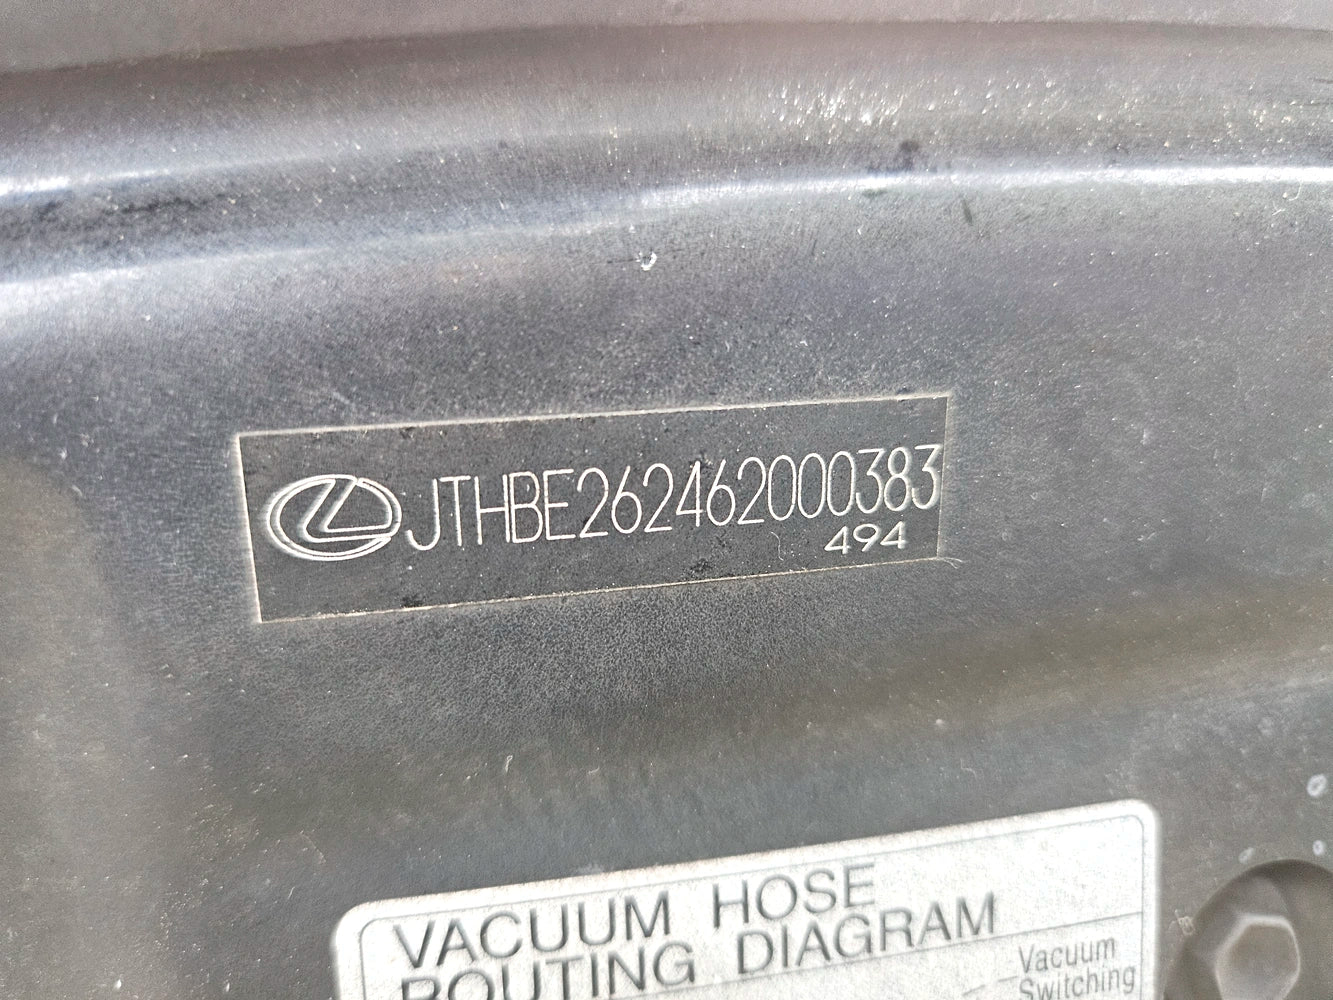 JTHBE262462000383
494
VACUUM HOSE
ROUTING DIAGRAM
Vacuum
Switching